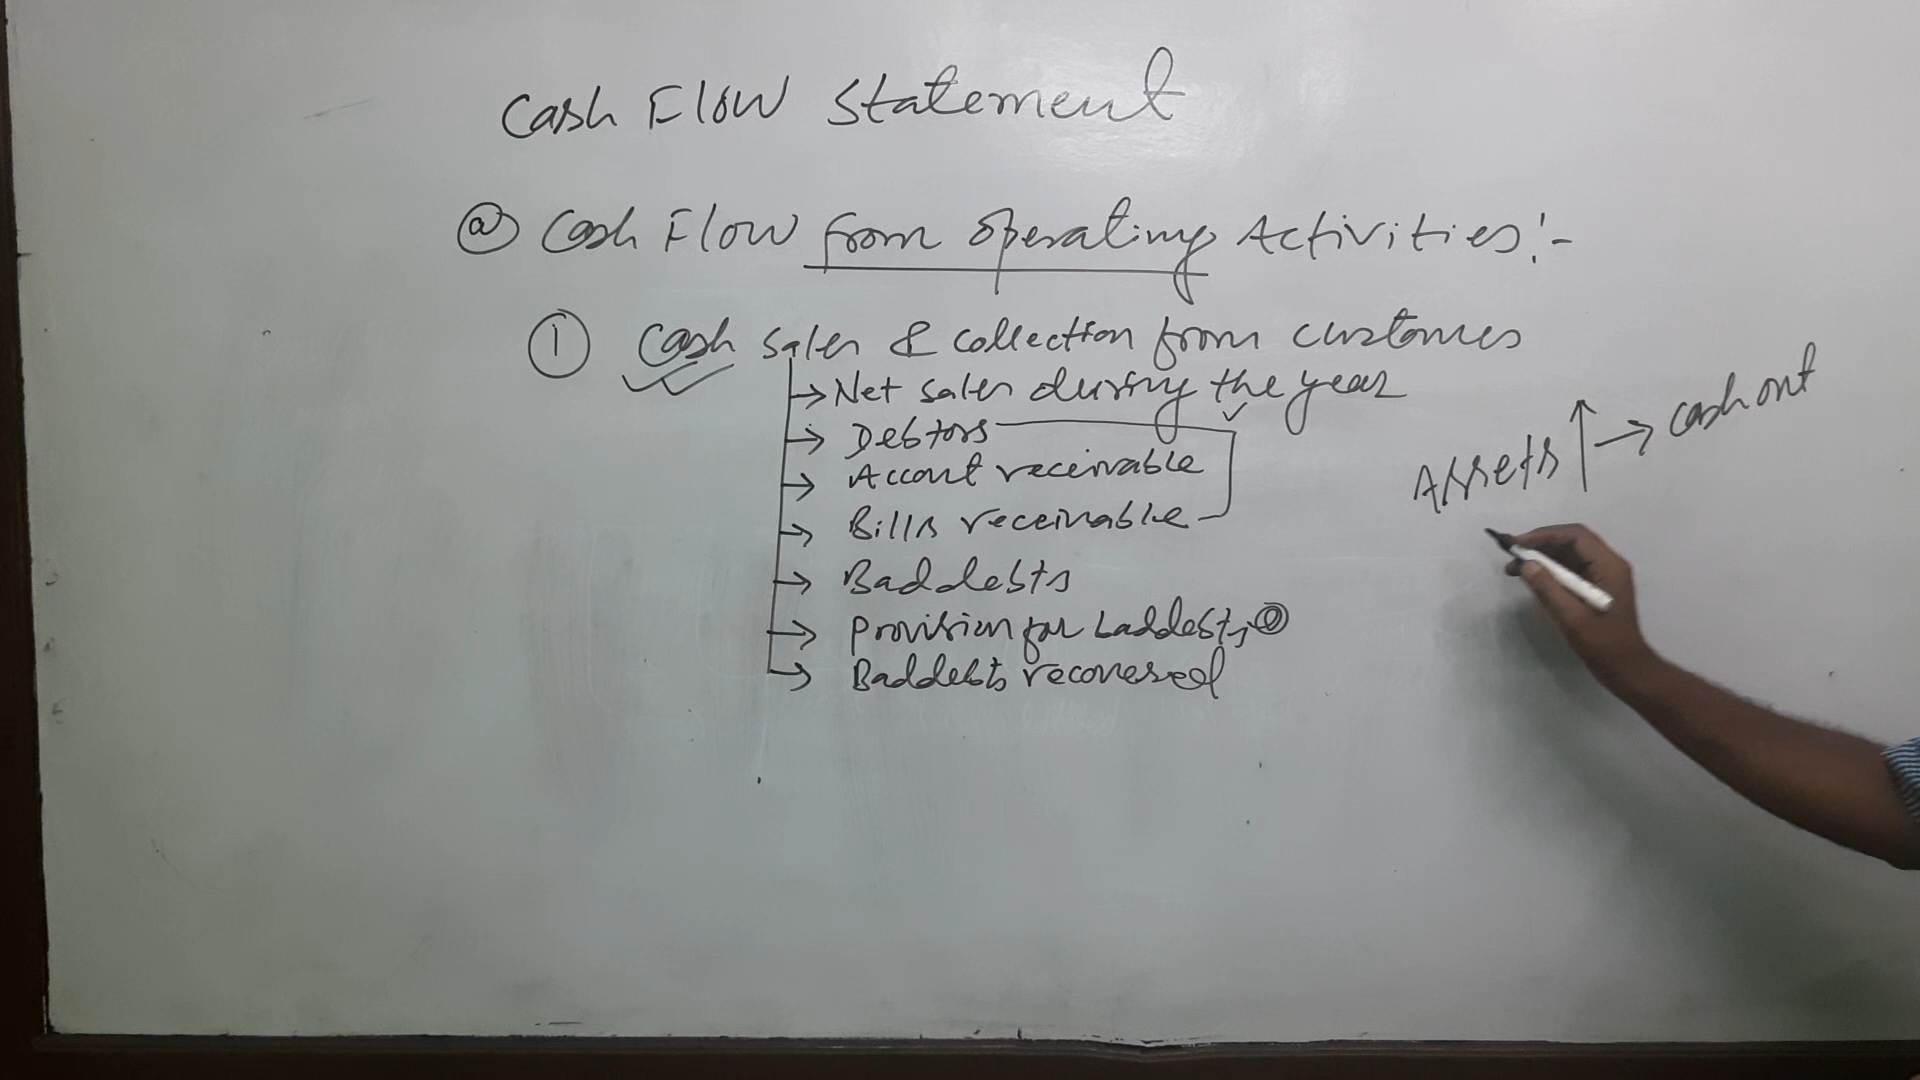 Cash Flow Statement
(a) Cash Flow from Operating Activities:-
(1) Cash sales & collection from customers
→ Net sales during the year
→ Debtors
→ Account receivable
→ Bills receivable
→ Baddebts
→ Provision for baddebts
→ Baddebts recovered
Assets ↑ → cash out